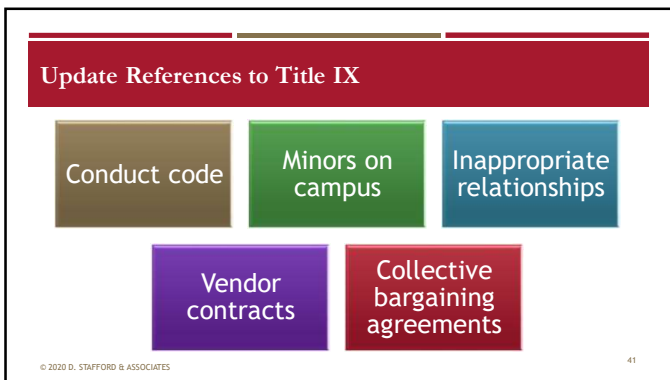 Update References to Title IX
Conduct code
Minors on
campus
Inappropriate
relationships
Vendor
contracts
Collective
bargaining
agreements
© 2020 D. STAFFORD & ASSOCIATES
41